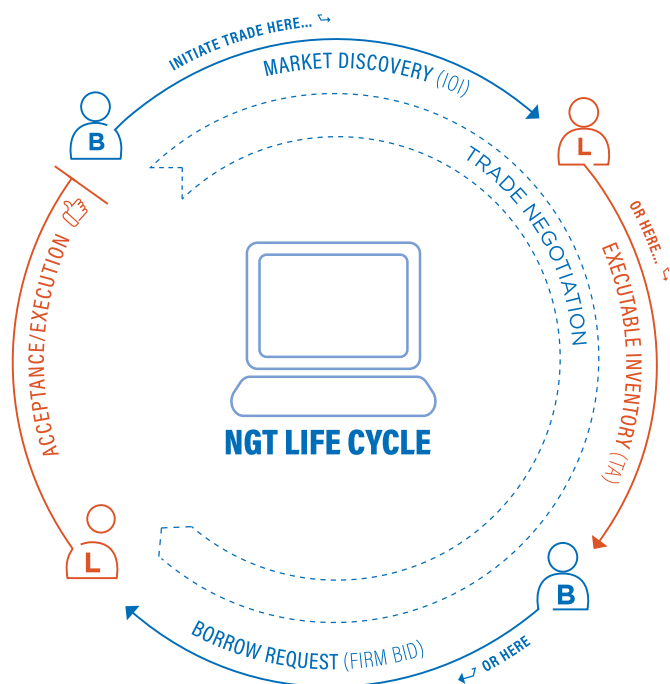 INITIATE TRADE HERE...
MARKET DISCOVERY (IOI)
B
L
TRADE NEGOTIATION
OR HERE...
EXECUTABLE INVENTORY (TA)
ACCEPTANCE/EXECUTION
NGT LIFE CYCLE
L
B
BORROW REQUEST (FIRM BID)
OR HERE